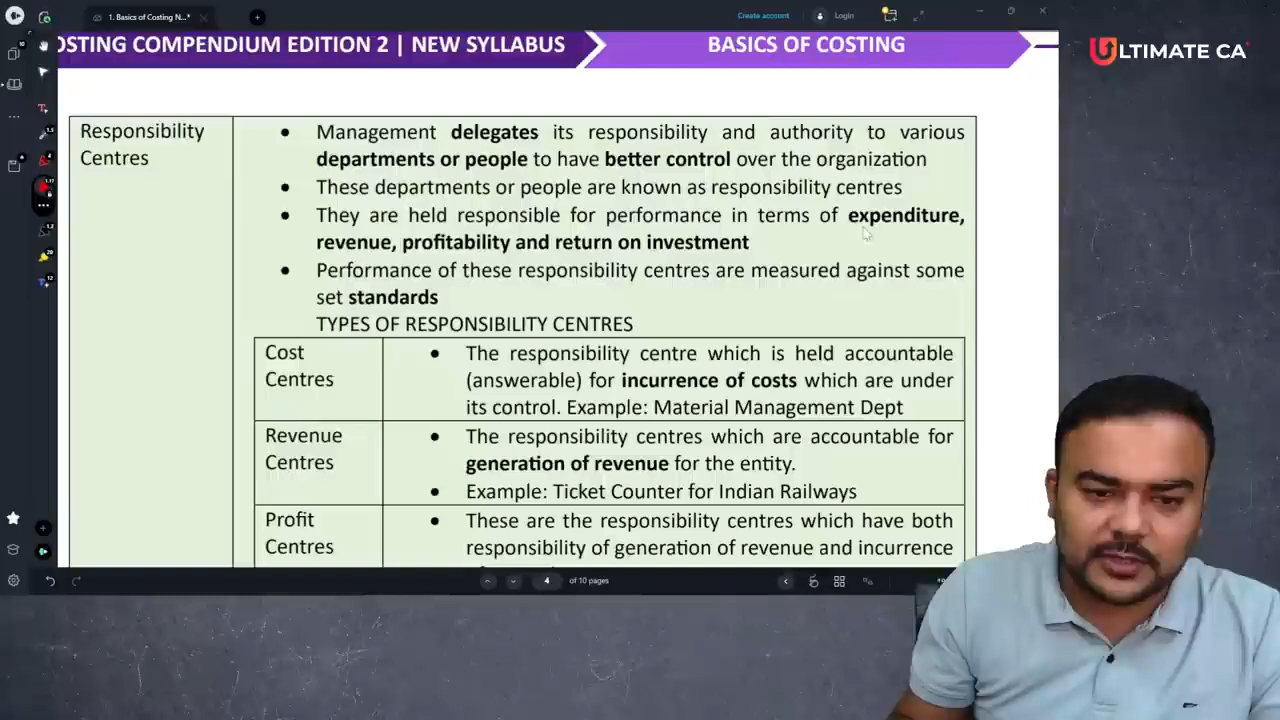 1. Basics of Costing N...*
Create account
Login
OSTING COMPENDIUM EDITION 2 | NEW SYLLABUS
BASICS OF COSTING
ULTIMATE CA
Responsibility
Centres
• Management delegates its responsibility and authority to various
departments or people to have better control over the organization
• These departments or people are known as responsibility centres
• They are held responsible for performance in terms of expenditure,
revenue, profitability and return on investment
• Performance of these responsibility centres are measured against some
set standards
TYPES OF RESPONSIBILITY CENTRES
Cost
Centres
• The responsibility centre which is held accountable
(answerable) for incurrence of costs which are under
its control. Example: Material Management Dept
Revenue
Centres
• The responsibility centres which are accountable for
generation of revenue for the entity.
• Example: Ticket Counter for Indian Railways
Profit
Centres
• These are the responsibility centres which have both
responsibility of generation of revenue and incurrence
4 of 10 pages